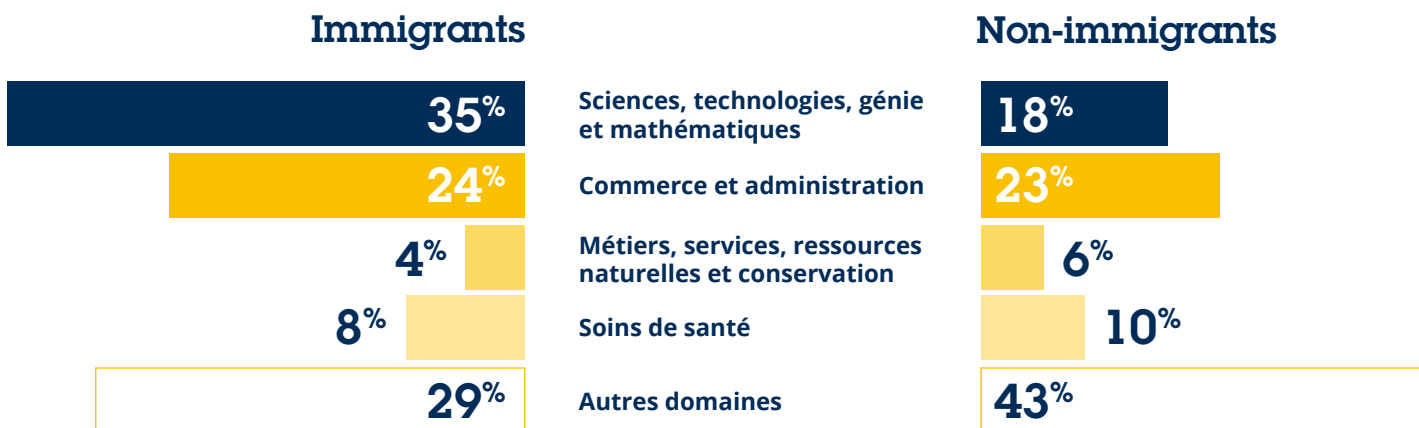 Immigrants
Non-immigrants
35%
Sciences, technologies, génie
et mathématiques
18%
24%
Commerce et administration
23%
4%
Métiers, services, ressources
naturelles et conservation
6%
8%
Soins de santé
10%
29%
Autres domaines
43%